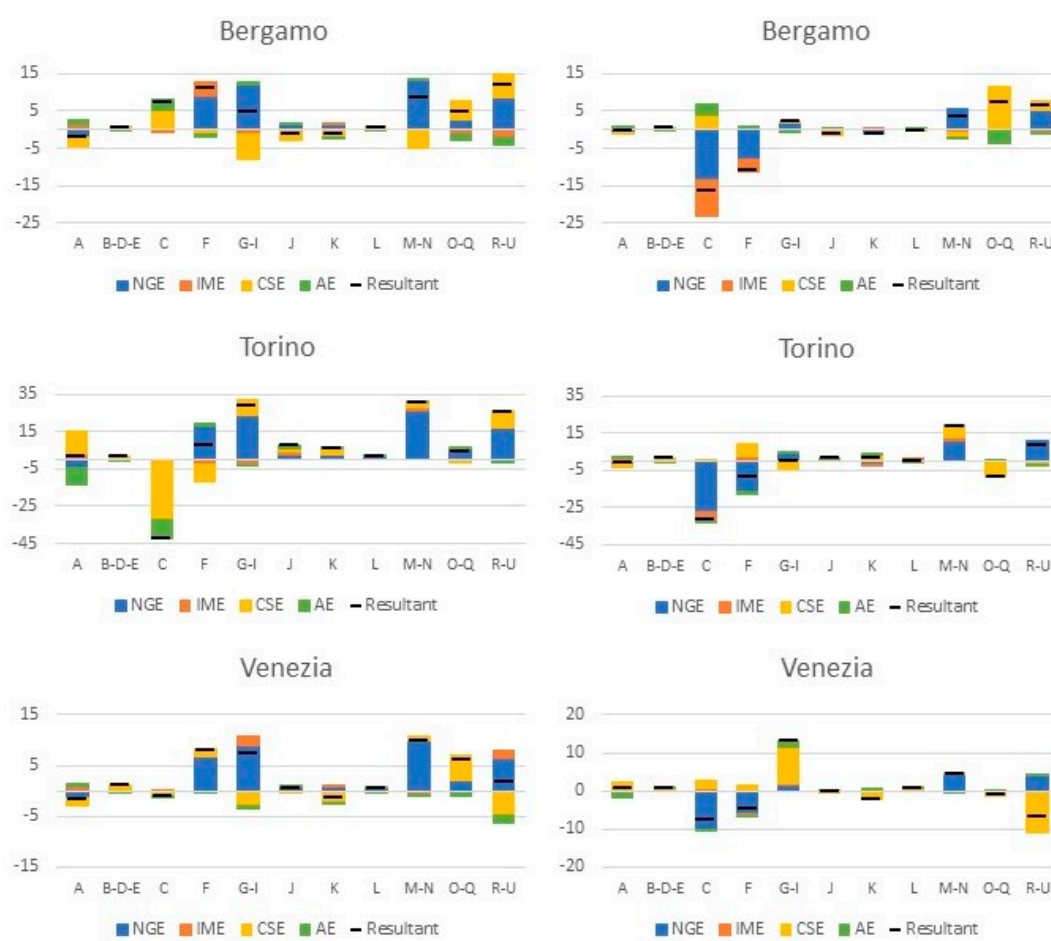 Bergamo
15
5
-5
-15
-25
A B-D-E C F G-I J K L M-N O-Q R-U
NGE IME CSE AE Resultant
Bergamo
15
5
-5
-15
-25
A B-D-E C F G-I J K L M-N O-Q R-U
NGE IME CSE AE Resultant
Torino
35
15
-5
-25
-45
A B-D-E C F G-I J K L M-N O-Q R-U
NGE IME CSE AE Resultant
Torino
35
15
-5
-25
-45
A B-D-E C F G-I J K L M-N O-Q R-U
NGE IME CSE AE Resultant
Venezia
15
5
-5
-15
A B-D-E C F G-I J K L M-N O-Q R-U
NGE IME CSE AE Resultant
Venezia
20
10
0
-10
-20
A B-D-E C F G-I J K L M-N O-Q R-U
NGE IME CSE AE Resultant